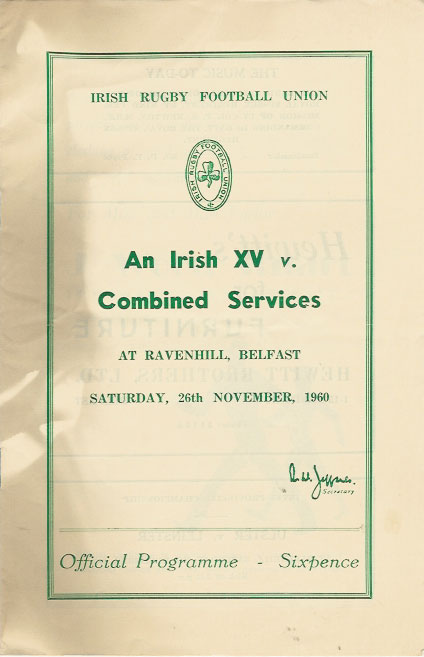 IRISH RUGBY FOOTBALL UNION
IRISH RUGBY FOOTBALL UNION
An Irish XV v.
Combined Services
AT RAVENHILL, BELFAST
SATURDAY, 26th NOVEMBER, 1960
Secretary
Official Programme - Sixpence